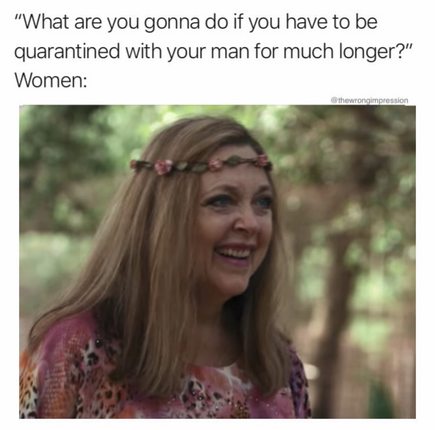 "What are you gonna do if you have to be
quarantined with your man for much longer?"
Women:
@thewrongimpression